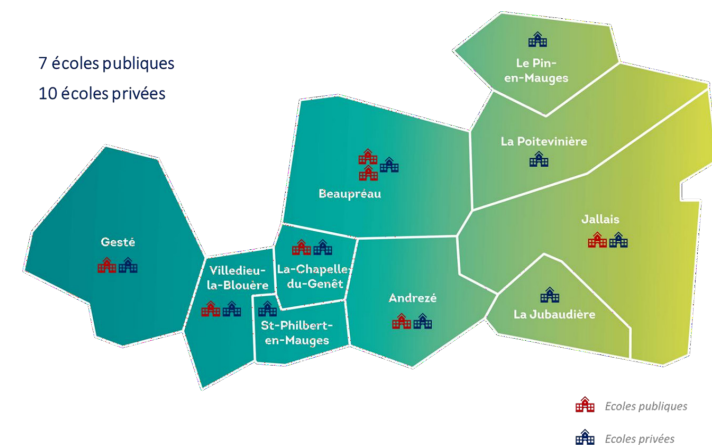 7 écoles publiques
10 écoles privées
Le Pin-
en-Mauges
La Poitevinière
Beaupréau
Jallais
Gesté
Villedieu-
la-Blouère
La-Chapelle-
du-Genêt
Andrezé
La Jubaudière
St-Philbert-
en-Mauges
Ecoles publiques
Ecoles privées